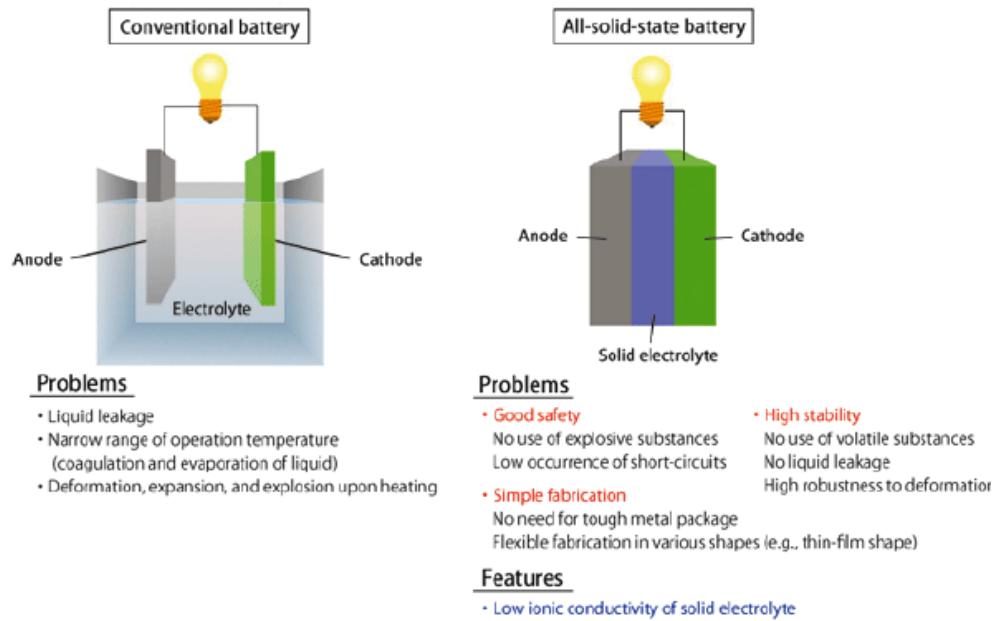 Conventional battery
Anode
Cathode
Electrolyte
Problems
・Liquid leakage
・Narrow range of operation temperature
(coagulation and evaporation of liquid)
・Deformation, expansion, and explosion upon heating
All-solid-state battery
Anode
Cathode
Solid electrolyte
Problems
・Good safety
No use of explosive substances
Low occurrence of short-circuits
・Simple fabrication
No need for tough metal package
Flexible fabrication in various shapes (e.g., thin-film shape)
・High stability
No use of volatile substances
No liquid leakage
High robustness to deformation
Features
・Low ionic conductivity of solid electrolyte